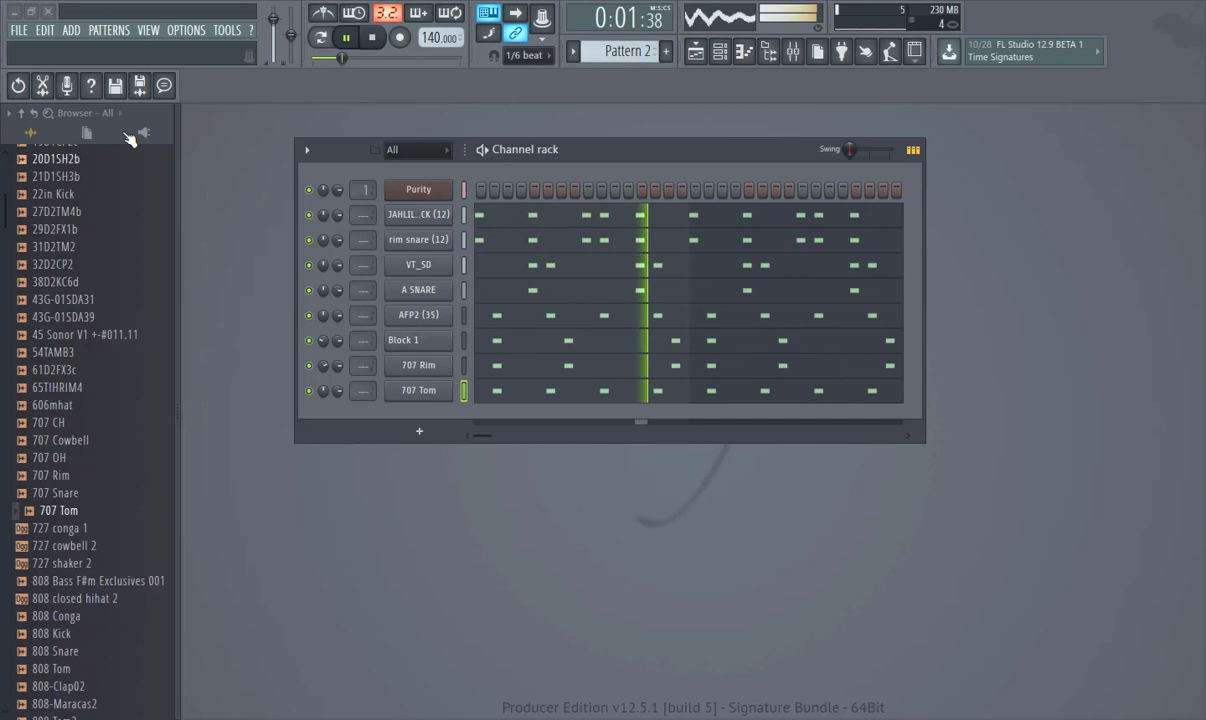 FILE EDIT ADD PATTERNS VIEW OPTIONS TOOLS ?
3.2
140.000
1/6 beat
0:01:38
M:S:CS
Pattern 2
5
230 MB
4
10/28 FL Studio 12.9 BETA 1
Time Signatures
Browser - All
20D1SH2b
21D1SH3b
22in Kick
27D2TM4b
29D2FX1b
31D2TM2
32D2CP2
38D2KC6d
43G-01SDA31
43G-01SDA39
45 Sonor V1 +-#011.11
54TAMB3
61D2FX3c
65TIHRIM4
606mhat
707 CH
707 Cowbell
707 OH
707 Rim
707 Snare
707 Tom
727 conga 1
727 cowbell 2
727 shaker 2
808 Bass F#m Exclusives 001
808 closed hihat 2
808 Conga
808 Kick
808 Snare
808 Tom
808-Clap02
808-Maracas2
All
Channel rack
Swing
1
Purity
JAHLIL..CK (12)
rim snare (12)
VT_SD
A SNARE
AFP2 (35)
Block 1
707 Rim
707 Tom
+
Producer Edition v12.5.1 [build 5] - Signature Bundle - 64Bit